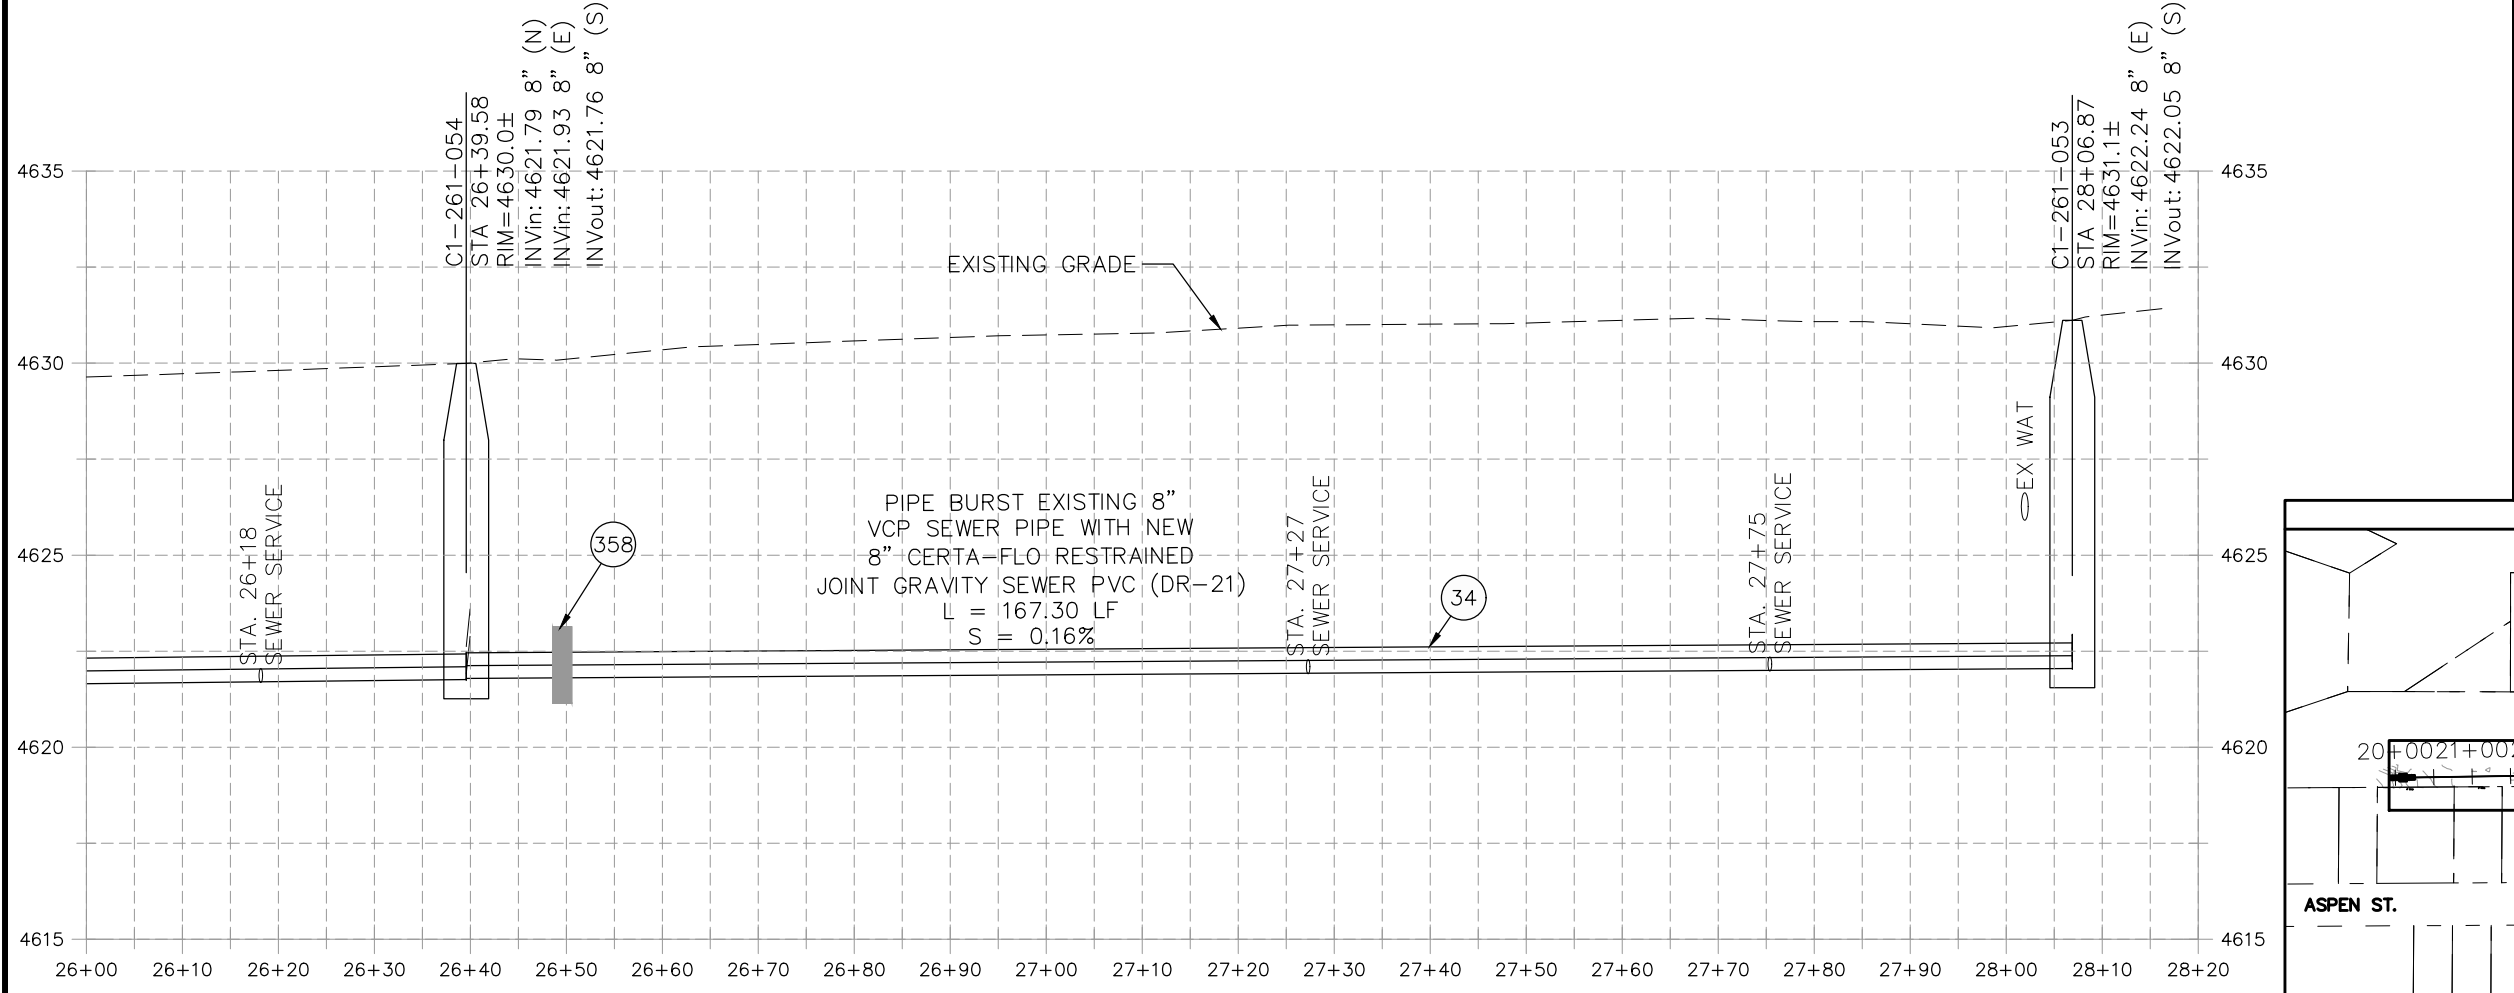 C1-261-054
STA 26+39.58
RIM=4630.0±
INVin: 4621.79 8" (N)
INVin: 4621.93 8" (E)
INVout: 4621.76 8" (S)
C1-261-053
STA 28+06.87
RIM=4631.1±
INVin: 4622.24 8" (E)
INVout: 4622.05 8" (S)
4635
4635
EXISTING GRADE
4630
4630
EX WAT
STA. 26+18
SEWER SERVICE
358
PIPE BURST EXISTING 8"
VCP SEWER PIPE WITH NEW
8" CERTA-FLO RESTRAINED
JOINT GRAVITY SEWER PVC (DR-21)
L = 167.30 LF
S = 0.16%
STA. 27+27
SEWER SERVICE
34
STA. 27+75
SEWER SERVICE
4625
4625
4620
4620
20+00
21+00
ASPEN ST.
4615
4615
26+00 26+10 26+20 26+30 26+40 26+50 26+60 26+70 26+80 26+90 27+00 27+10 27+20 27+30 27+40 27+50 27+60 27+70 27+80 27+90 28+00 28+10 28+20